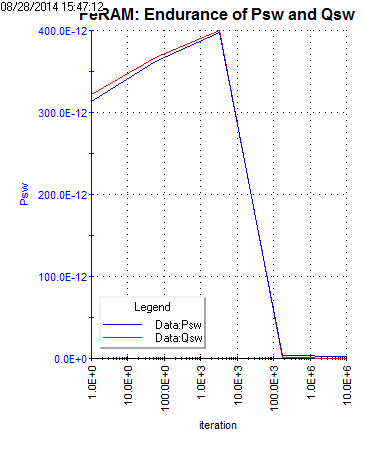 08/28/2014 15:47:12
FeRAM: Endurance of Psw and Qsw
400.0E-12
300.0E-12
200.0E-12
100.0E-12
0.0E+0
Psw
Legend
Data:Psw
Data:Qsw
1.0E+0
10.0E+0
100.0E+0
1.0E+3
10.0E+3
100.0E+3
1.0E+6
10.0E+6
iteration